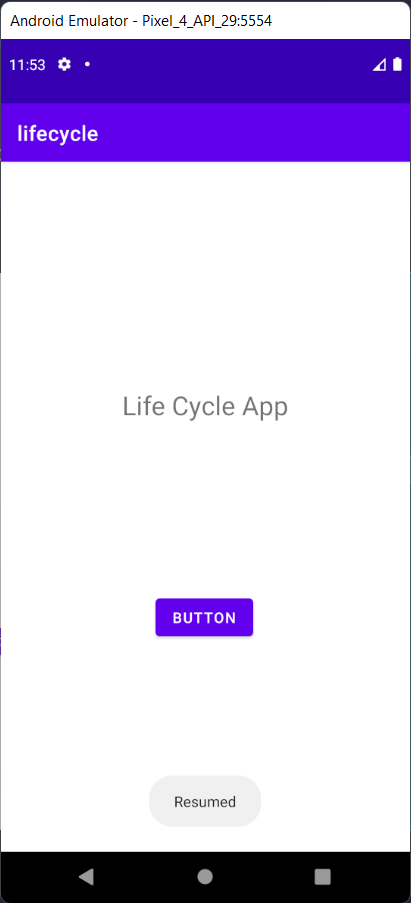 Android Emulator - Pixel_4_API_29:5554
11:53
lifecycle
Life Cycle App
BUTTON
Resumed